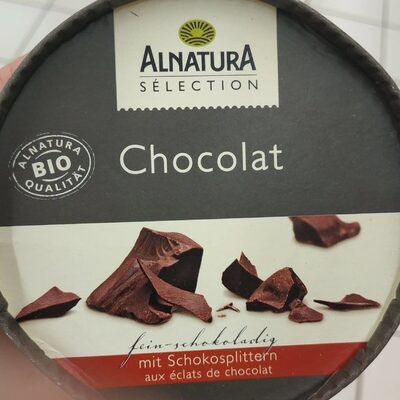 ALNATURA
SÉLECTION
ALNATURA
BIO
QUALITÄT
Chocolat
fein-schokoladig
mit Schokosplittern
aux éclats de chocolat